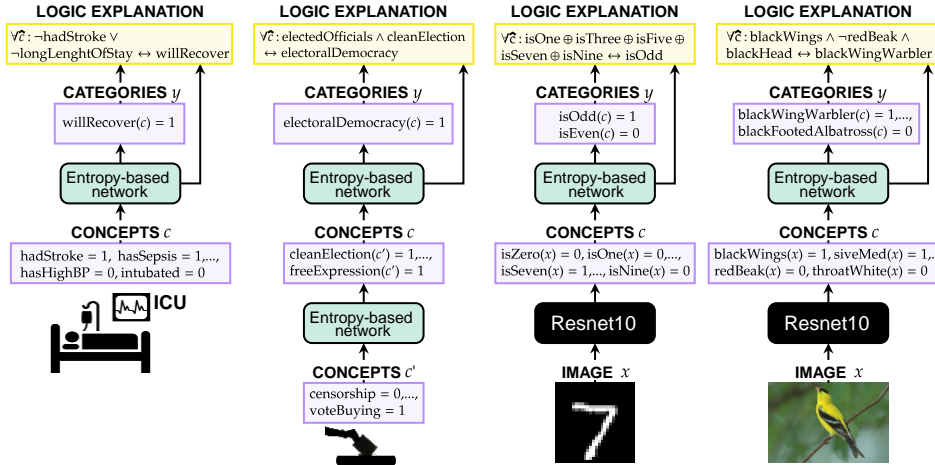 LOGIC EXPLANATION
∀ĉ: ¬hadStroke ∨
¬longLenghtOfStay ↔ willRecover
CATEGORIES y
willRecover(c) = 1
Entropy-based
network
CONCEPTS c
hadStroke = 1, hasSepsis = 1,...,
hasHighBP = 0, intubated = 0
ICU
LOGIC EXPLANATION
∀ĉ: electedOfficials ∧ cleanElection
↔ electoralDemocracy
CATEGORIES y
electoralDemocracy(c) = 1
Entropy-based
network
CONCEPTS c
cleanElection(c') = 1,...,
freeExpression(c') = 1
Entropy-based
network
CONCEPTS c'
censorship = 0,...,
voteBuying = 1
LOGIC EXPLANATION
∀ĉ: isOne ⊕ isThree ⊕ isFive ⊕
isSeven ⊕ isNine ↔ isOdd
CATEGORIES y
isOdd(c) = 1
isEven(c) = 0
Entropy-based
network
CONCEPTS c
isZero(x) = 0, isOne(x) = 0,...,
isSeven(x) = 1,..., isNine(x) = 0
Resnet10
IMAGE x
7
LOGIC EXPLANATION
∀ĉ: blackWings ∧ ¬redBeak ∧
blackHead ↔ blackWingWarbler
CATEGORIES y
blackWingWarbler(c) = 1,...,
blackFootedAlbatross(c) = 0
Entropy-based
network
CONCEPTS c
blackWings(x) = 1, siveMed(x) = 1,..
redBeak(x) = 0, throatWhite(x) = 0
Resnet10
IMAGE x